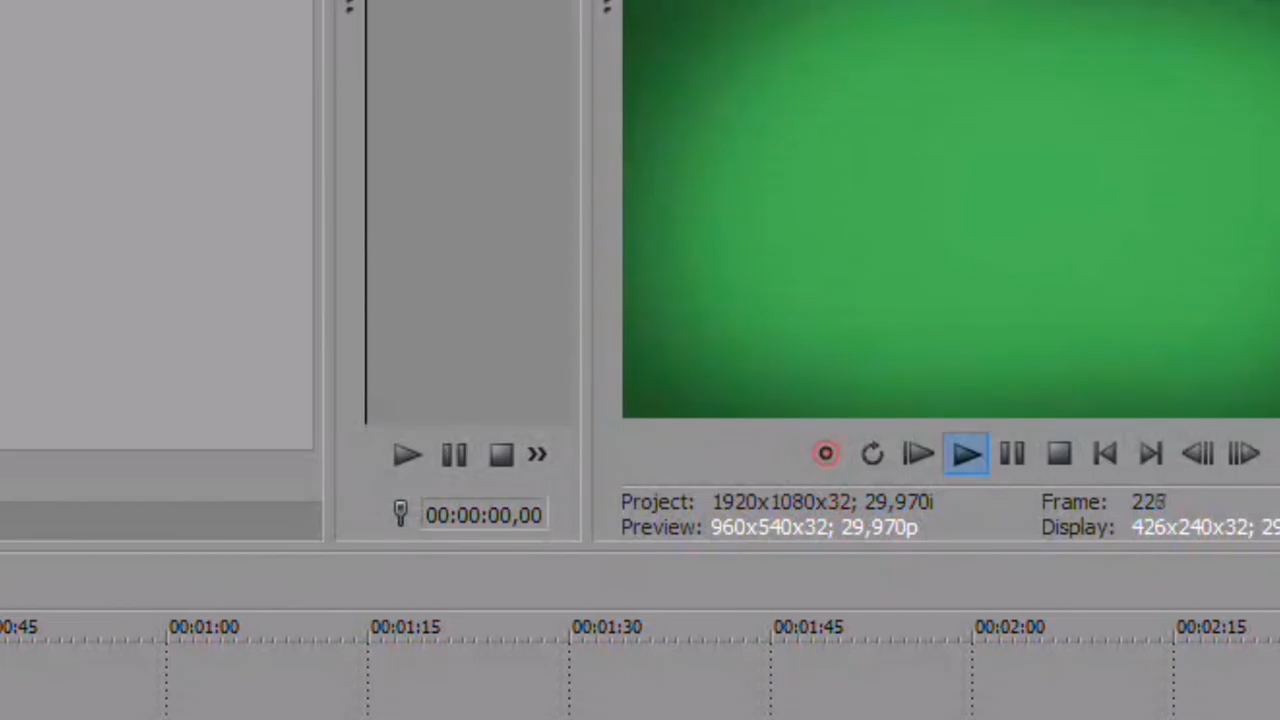 00:00:00,00
Project: 1920x1080x32; 29,970i
Frame:
Preview: 960x540x32; 29,970p
Display: 426x240x32; 29
00:45 00:01:00 00:01:15 00:01:30 00:01:45 00:02:00 00:02:15